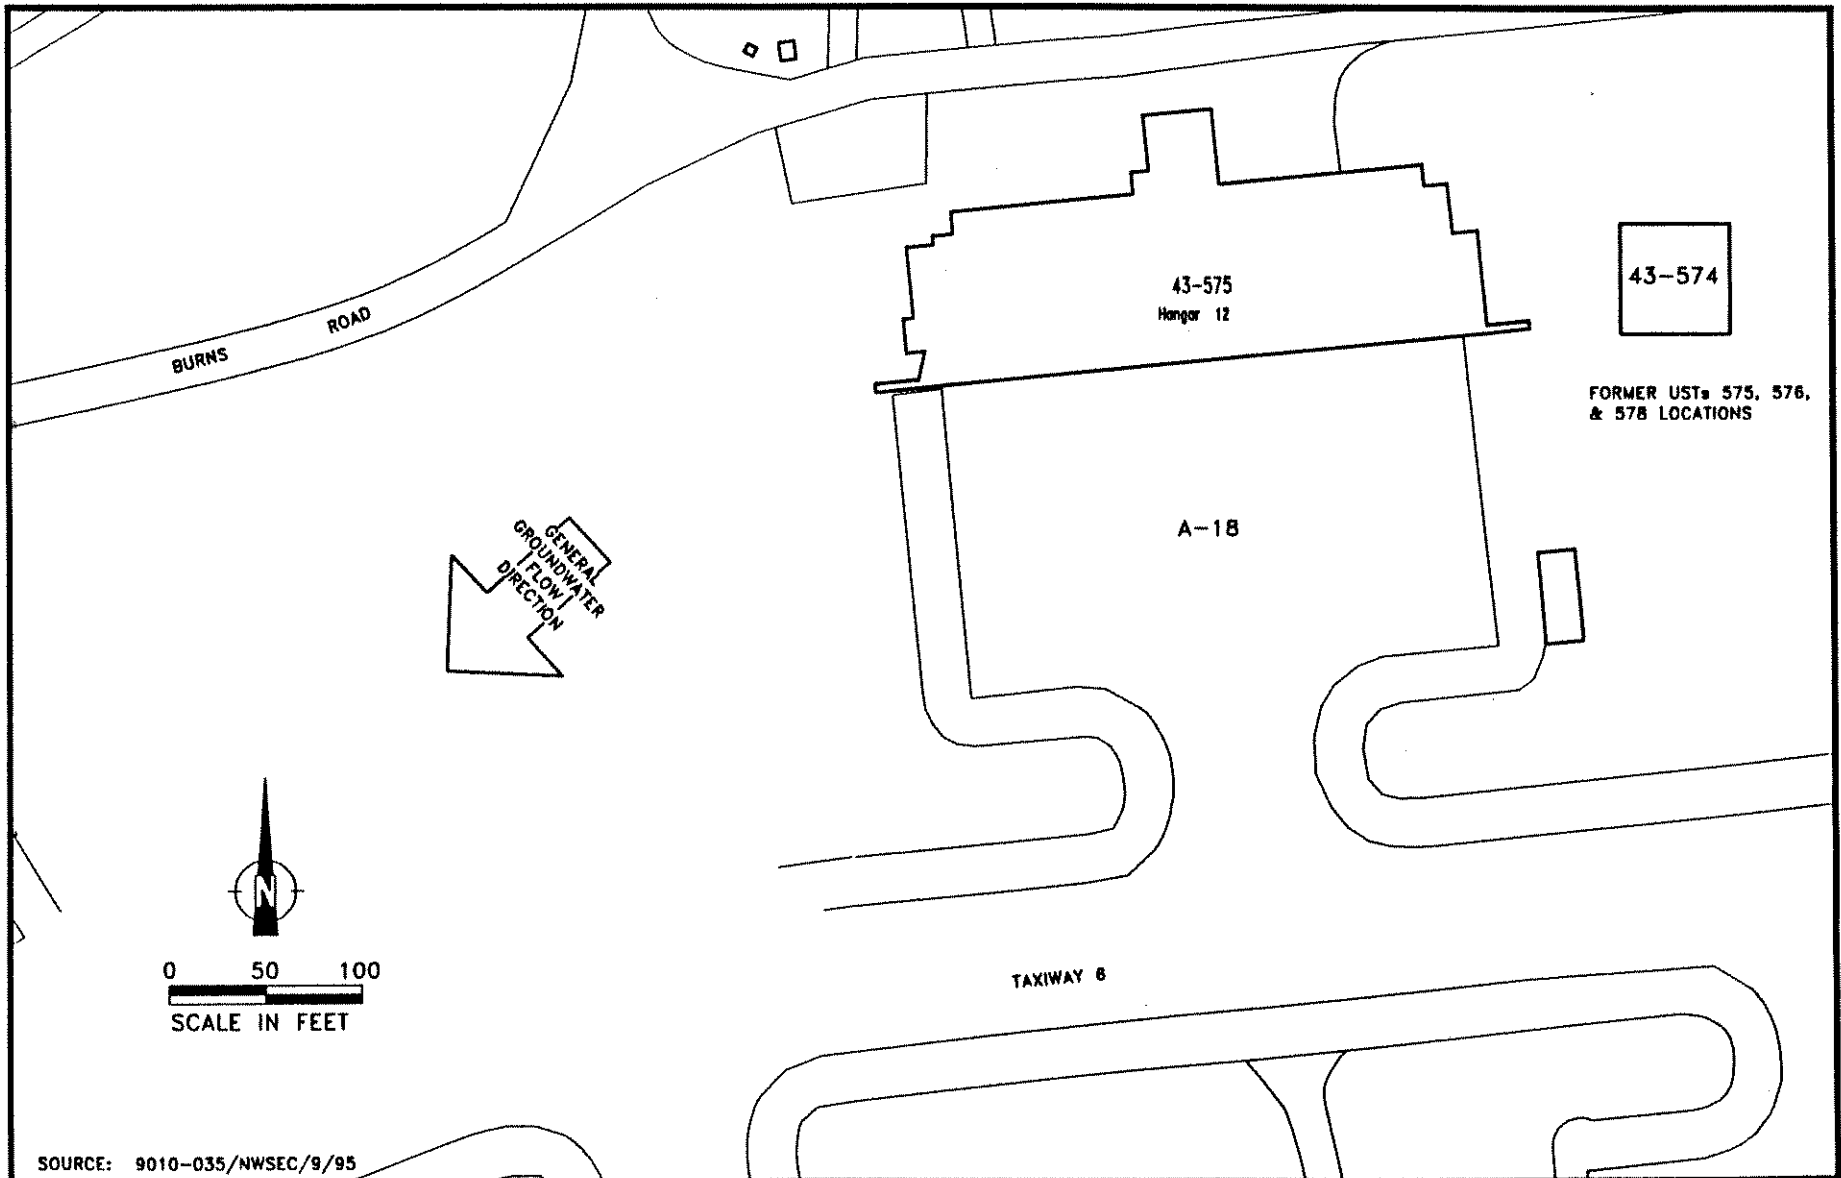 43-575
Hangar 12
43-574
BURNS ROAD
FORMER USTs 575, 576,
& 578 LOCATIONS
GENERAL
GROUNDWATER
FLOW
DIRECTION
A-18
N
0 50 100
SCALE IN FEET
TAXIWAY 6
SOURCE: 9010-035/NWSEC/9/95